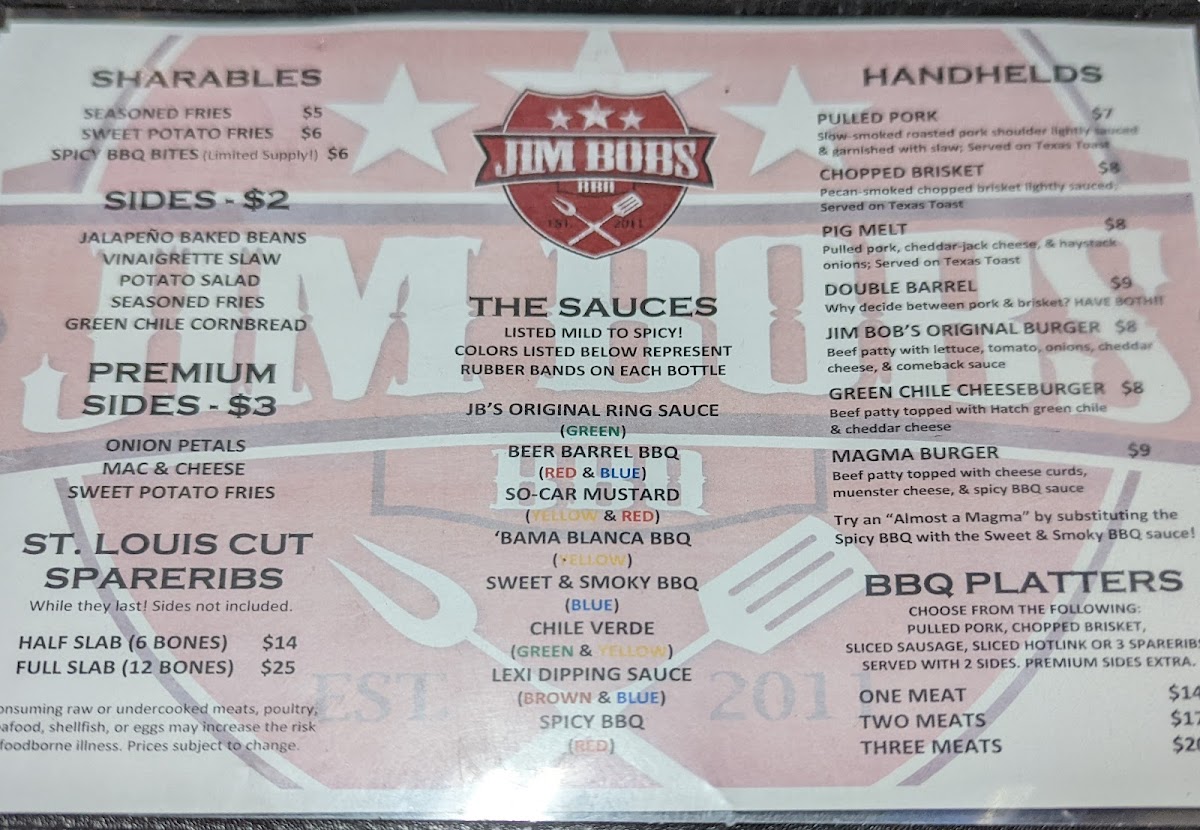 SHARABLES
SEASONED FRIES $5
SWEET POTATO FRIES $6
SPICY BBQ BITES (Limited Supply!) $6
SIDES - $2
JALAPEÑO BAKED BEANS
VINAIGRETTE SLAW
POTATO SALAD
SEASONED FRIES
GREEN CHILE CORNBREAD
PREMIUM
SIDES - $3
ONION PETALS
MAC & CHEESE
SWEET POTATO FRIES
ST. LOUIS CUT
SPARERIBS
While they last! Sides not included.
HALF SLAB (6 BONES) $14
FULL SLAB (12 BONES) $25
onsuming raw or undercooked meats, poultry,
afood, shellfish, or eggs may increase the risk
foodborne illness. Prices subject to change.
JIM BOBS
BBQ
EST. 2011
THE SAUCES
LISTED MILD TO SPICY!
COLORS LISTED BELOW REPRESENT
RUBBER BANDS ON EACH BOTTLE
JB'S ORIGINAL RING SAUCE
(GREEN)
BEER BARREL BBQ
(RED & BLUE)
SO-CAR MUSTARD
(YELLOW & RED)
'BAMA BLANCA BBQ
(YELLOW)
SWEET & SMOKY BBQ
(BLUE)
CHILE VERDE
(GREEN & YELLOW)
LEXI DIPPING SAUCE
(BROWN & BLUE)
SPICY BBQ
(RED)
HANDHELDS
PULLED PORK $7
Slow-smoked roasted pork shoulder lightly sauced
& garnished with slaw; Served on Texas Toast
CHOPPED BRISKET $8
Pecan-smoked chopped brisket lightly sauced;
Served on Texas Toast
PIG MELT $8
Pulled pork, cheddar-jack cheese, & haystack
onions; Served on Texas Toast
DOUBLE BARREL $9
Why decide between pork & brisket? HAVE BOTH!!
JIM BOB'S ORIGINAL BURGER $8
Beef patty with lettuce, tomato, onions, cheddar
cheese, & comeback sauce
GREEN CHILE CHEESEBURGER $8
Beef patty topped with Hatch green chile
& cheddar cheese
MAGMA BURGER $9
Beef patty topped with cheese curds,
muenster cheese, & spicy BBQ sauce
Try an "Almost a Magma" by substituting the
Spicy BBQ with the Sweet & Smoky BBQ sauce!
BBQ PLATTERS
CHOOSE FROM THE FOLLOWING:
PULLED PORK, CHOPPED BRISKET,
SLICED SAUSAGE, SLICED HOTLINK OR 3 SPARERIBS
SERVED WITH 2 SIDES. PREMIUM SIDES EXTRA.
ONE MEAT $14
TWO MEATS $17
THREE MEATS $20
JIM BOBS
BBQ
EST. 2011